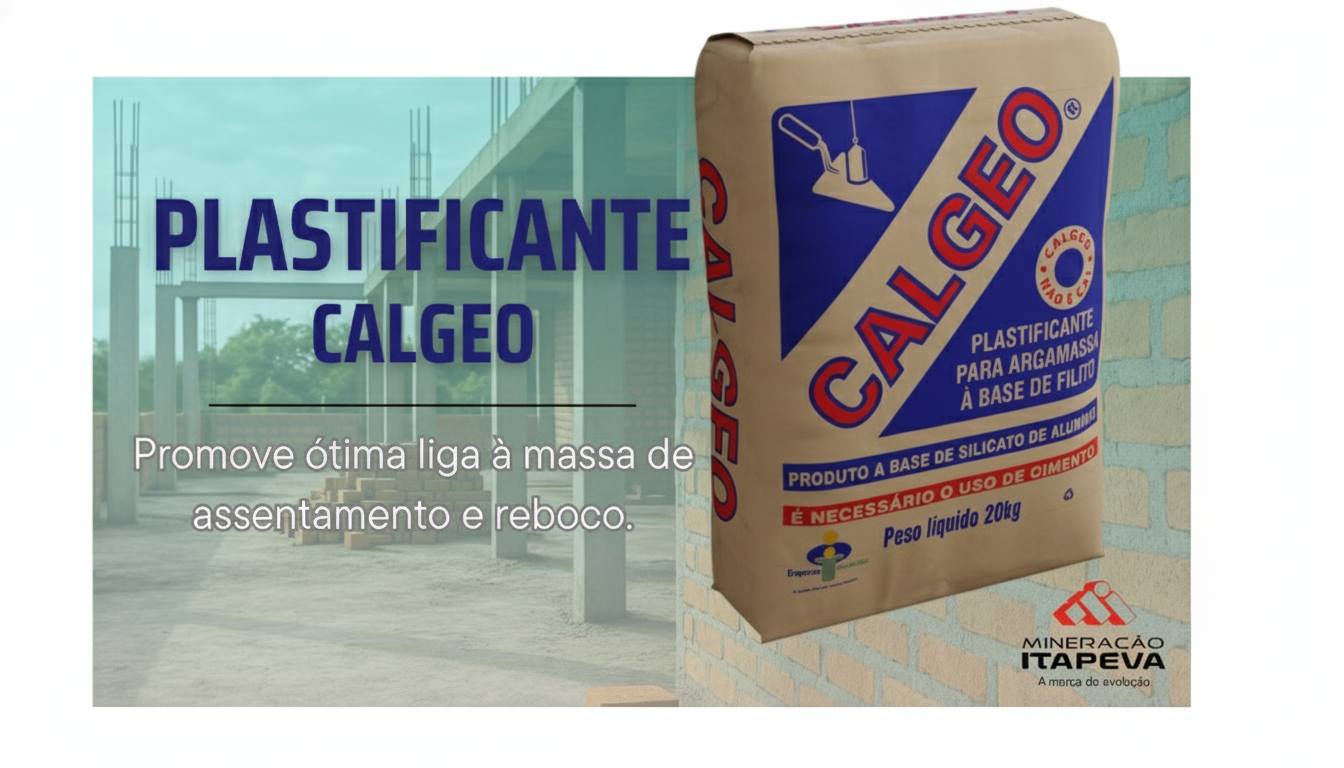 PLASTIFICANTE
CALGEO
Promove ótima liga à massa de
assentamento e reboco.
CALGEO
CALGEO®
CALGEO
NÃO É CAL
PLASTIFICANTE
PARA ARGAMASSA
À BASE DE FILITO
PRODUTO A BASE DE SILICATO DE ALUMÍNIO
É NECESSÁRIO O USO DE CIMENTO
Peso líquido 20kg
MINERAÇÃO
ITAPEVA
A marca da evolução